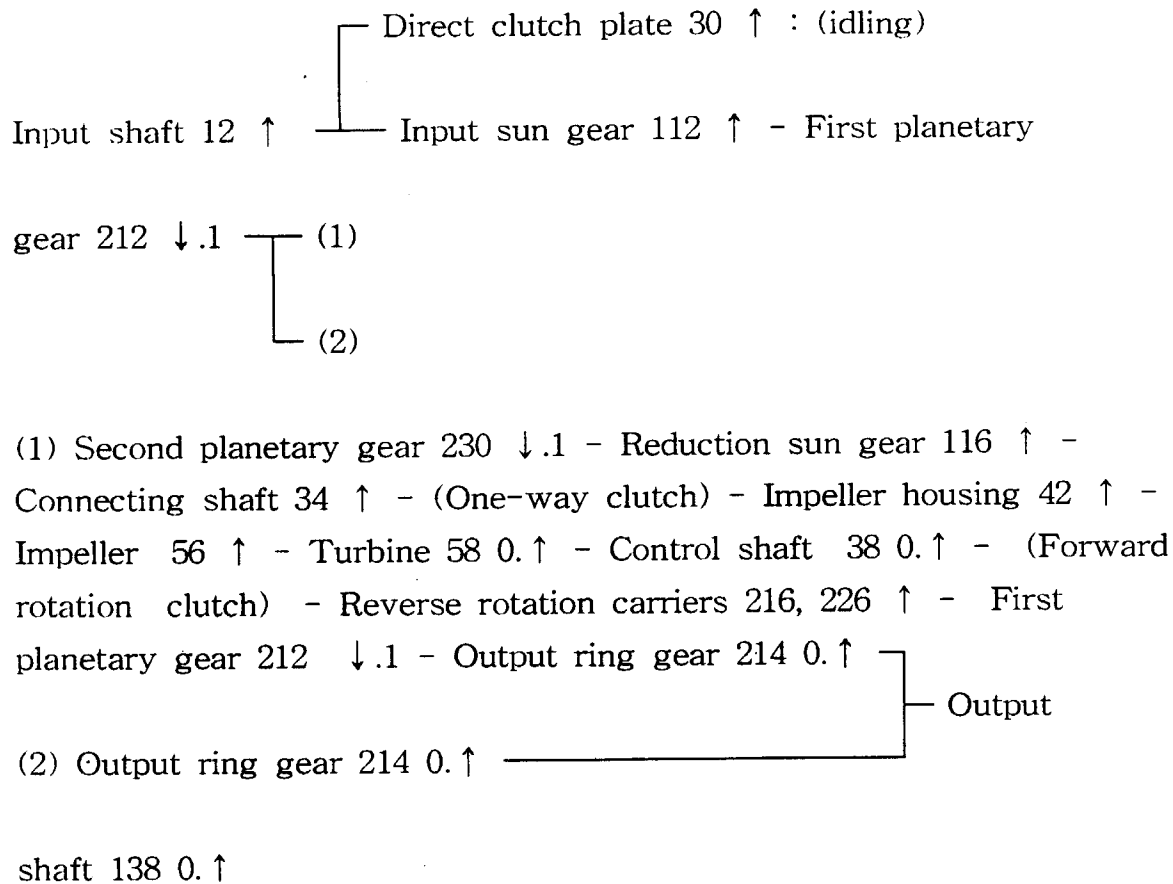 Direct clutch plate 30 ↑ : (idling)
Input shaft 12 ↑ Input sun gear 112 ↑ - First planetary
gear 212 ↓.1 (1)
(2)
(1) Second planetary gear 230 ↓.1 - Reduction sun gear 116 ↑ -
Connecting shaft 34 ↑ - (One-way clutch) - Impeller housing 42 ↑ -
Impeller 56 ↑ - Turbine 58 0.↑ - Control shaft 38 0.↑ - (Forward
rotation clutch) - Reverse rotation carriers 216, 226 ↑ - First
planetary gear 212 ↓.1 - Output ring gear 214 0.↑
Output
(2) Output ring gear 214 0.↑
shaft 138 0.↑